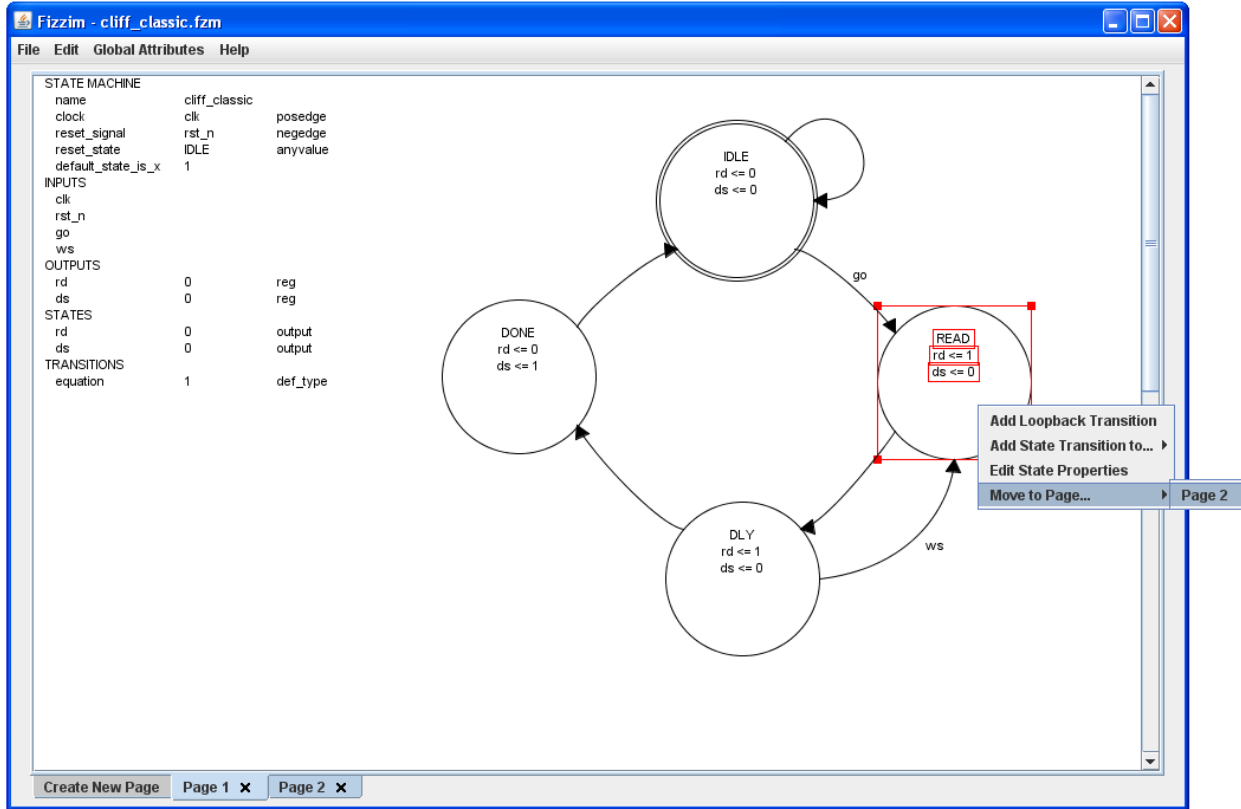 Fizzim - cliff_classic.fzm
File Edit Global Attributes Help
STATE MACHINE
name cliff_classic
clock clk posedge
reset_signal rst_n negedge
reset_state IDLE anyvalue
default_state_is_x 1
INPUTS
clk
rst_n
go
ws
OUTPUTS
rd 0 reg
ds 0 reg
STATES
rd 0 output
ds 0 output
TRANSITIONS
equation 1 def_type
IDLE
rd <= 0
ds <= 0
go
DONE
rd <= 0
ds <= 1
READ
rd <= 1
ds <= 0
DLY
rd <= 1
ds <= 0
ws
Add Loopback Transition
Add State Transition to...
Edit State Properties
Move to Page...
Page 2
Create New Page Page 1 Page 2